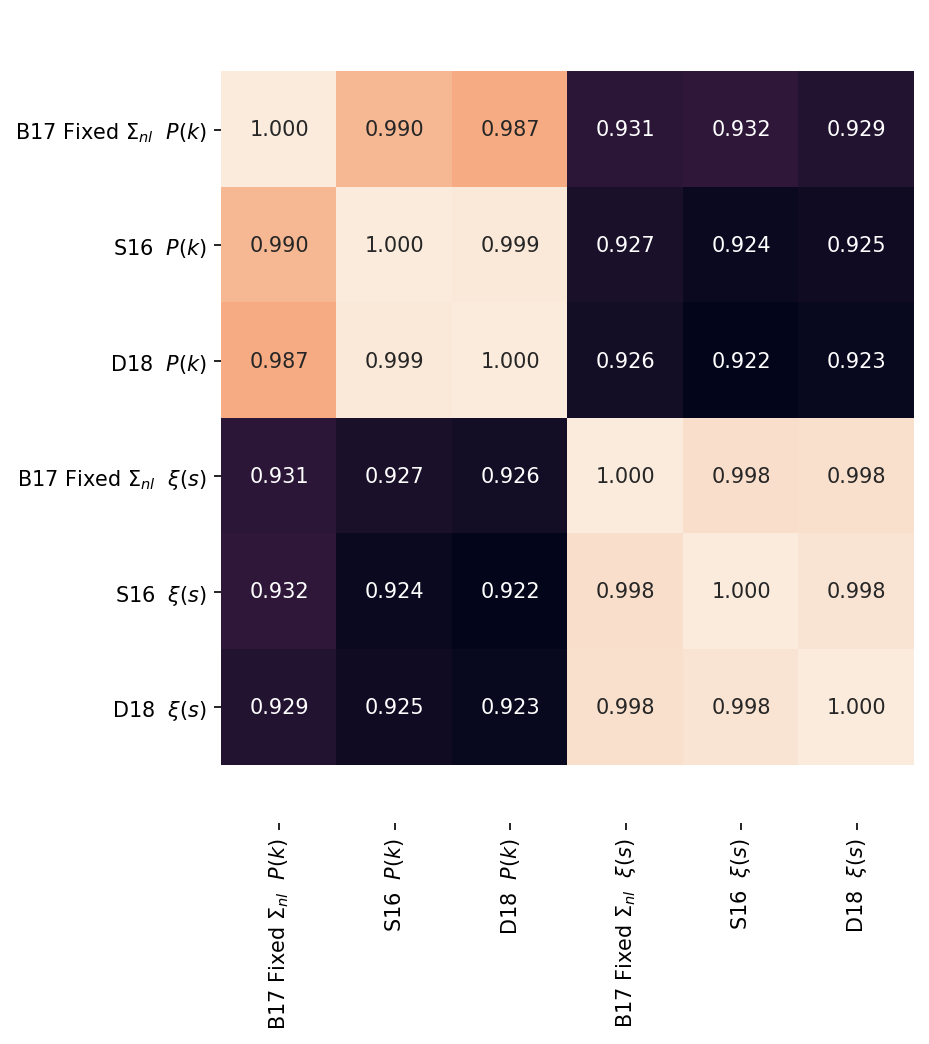 B17 Fixed Σnl P(k) 1.000 0.990 0.987 0.931 0.932 0.929
S16 P(k) 0.990 1.000 0.999 0.927 0.924 0.925
D18 P(k) 0.987 0.999 1.000 0.926 0.922 0.923
B17 Fixed Σnl ξ(s) 0.931 0.927 0.926 1.000 0.998 0.998
S16 ξ(s) 0.932 0.924 0.922 0.998 1.000 0.998
D18 ξ(s) 0.929 0.925 0.923 0.998 0.998 1.000
B17 Fixed Σnl P(k)
S16 P(k)
D18 P(k)
B17 Fixed Σnl ξ(s)
S16 ξ(s)
D18 ξ(s)